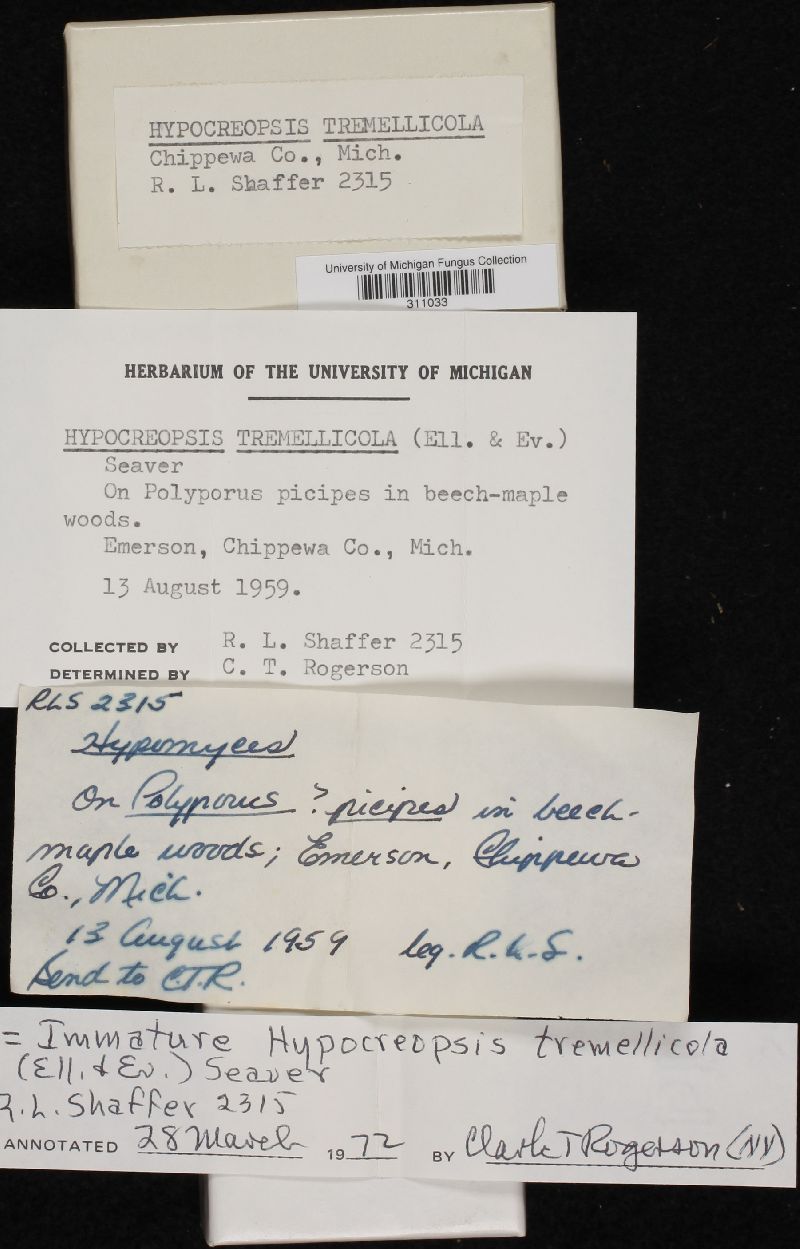 HYPOCREOPSIS TREMELLICOLA
Chippewa Co., Mich.
R. L. Shaffer 2315
University of Michigan Fungus Collection
311033
HERBARIUM OF THE UNIVERSITY OF MICHIGAN
HYPOCREOPSIS TREMELLICOLA (Ell. & Ev.)
Seaver
On Polyporus picipes in beech-maple
woods.
Emerson, Chippewa Co., Mich.
13 August 1959.
COLLECTED BY R. L. Shaffer 2315
DETERMINED BY C. T. Rogerson
RLS 2315
Hypomyces
On Polyporus ? picipes in beech-
maple woods; Emerson, Chippewa
Co., Mich.
13 August 1959 leg. R.L.S.
Send to C.T.R.
= Immature Hypocreopsis tremellicola
(Ell. & Ev.) Seaver
R.L. Shaffer 2315
ANNOTATED 28 March 1972 BY Clark T Rogerson (NY)